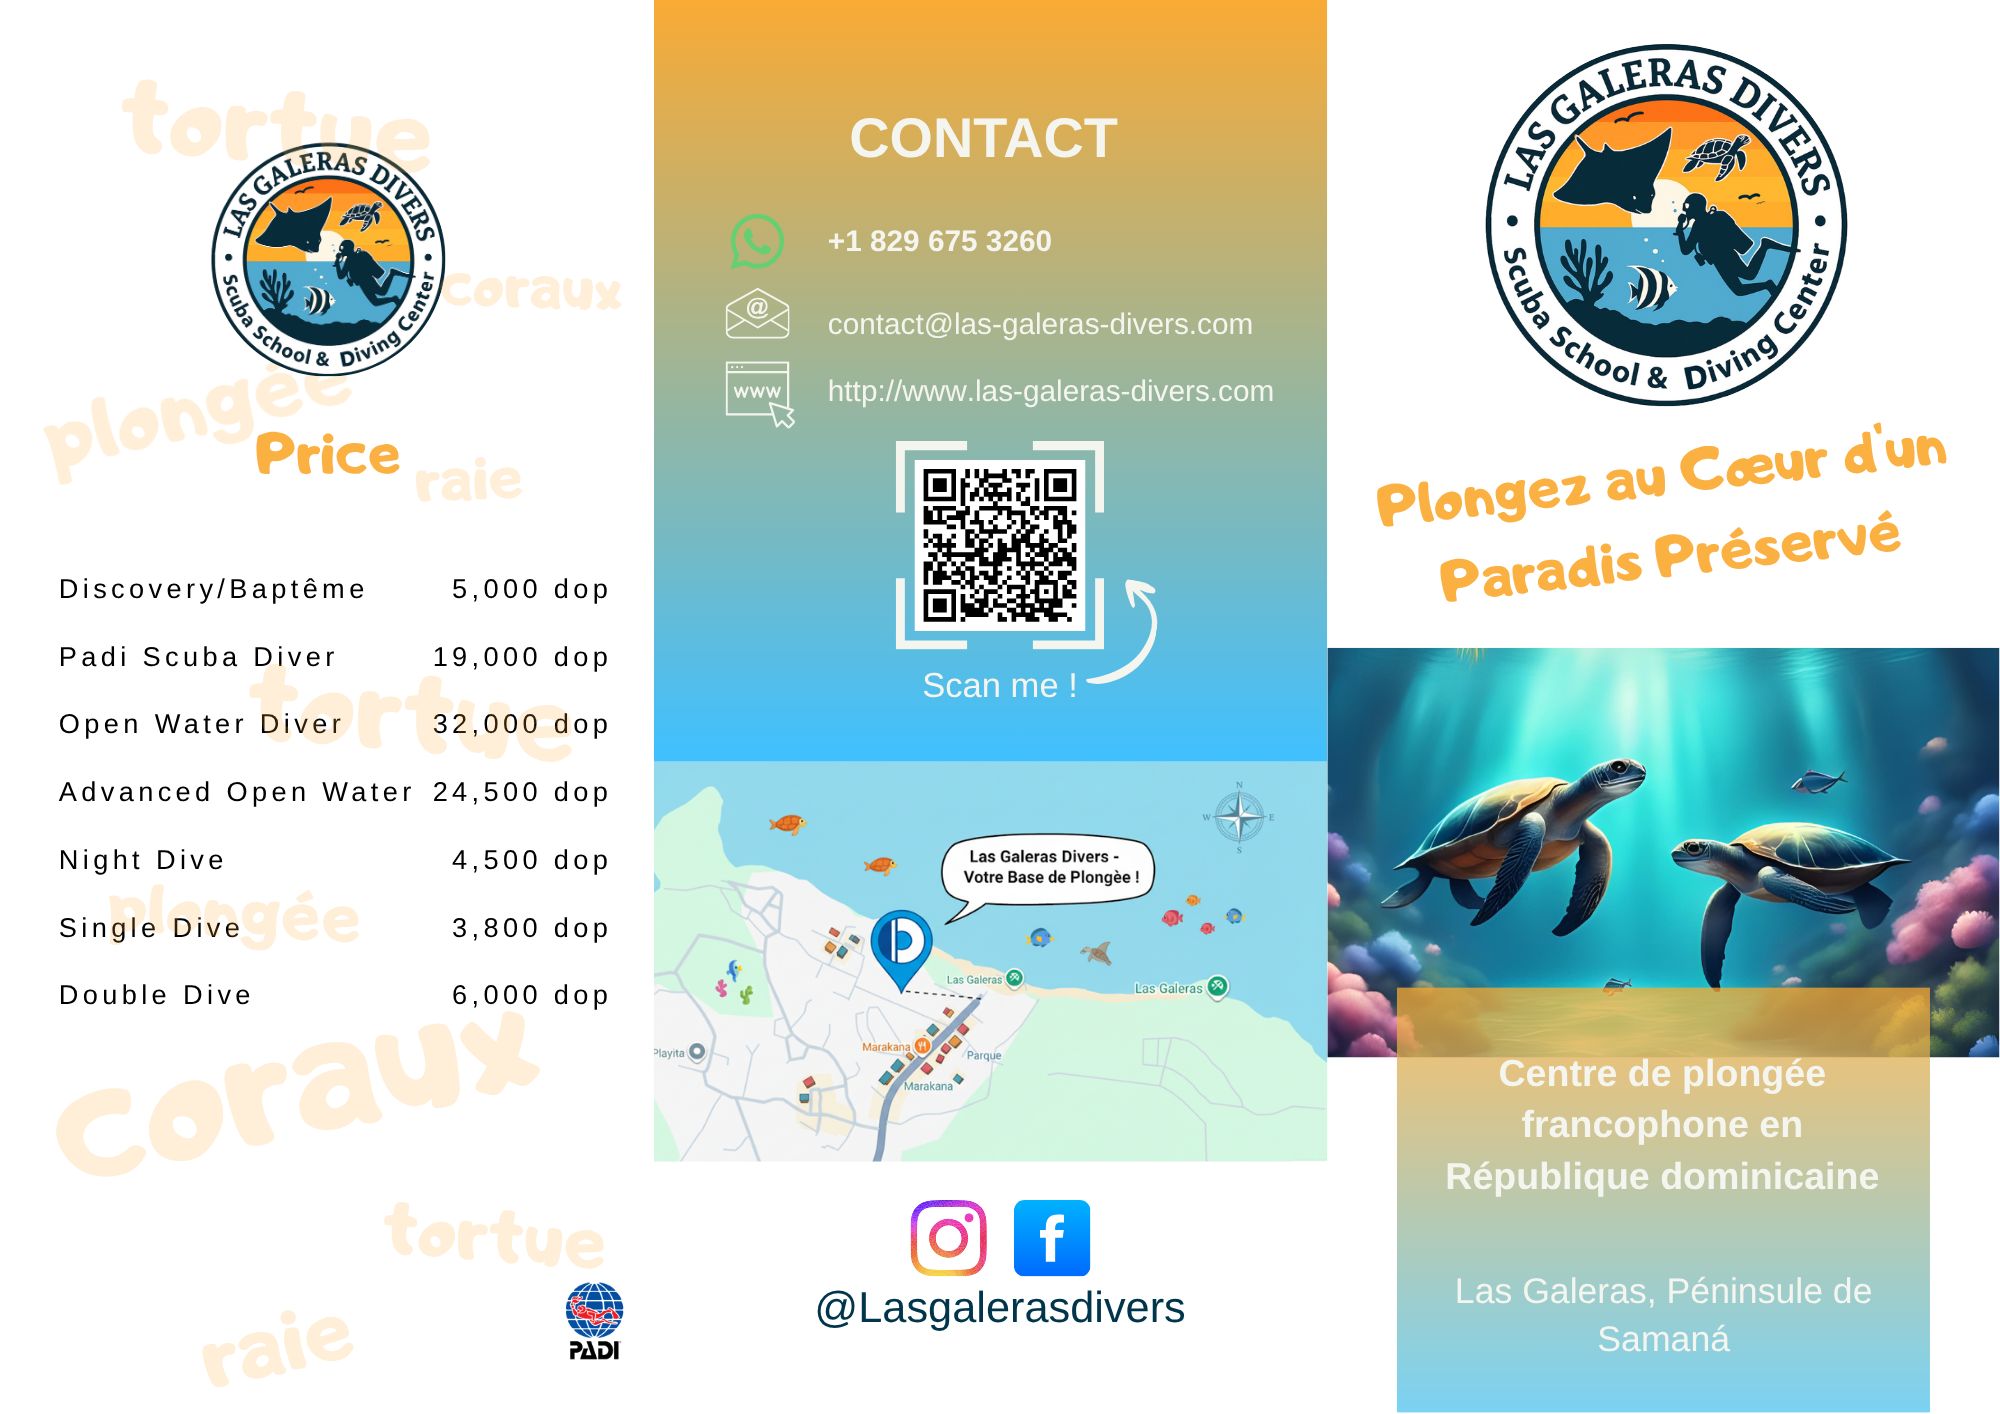 tortue
LAS GALERAS DIVERS
Scuba School & Diving Center
coraux
plongée
Price
raie
Discovery/Baptême 5,000 dop
Padi Scuba Diver 19,000 dop
tortue
Open Water Diver 32,000 dop
Advanced Open Water 24,500 dop
Night Dive 4,500 dop
plongée
Single Dive 3,800 dop
Double Dive 6,000 dop
coraux
tortue
raie
PADI
CONTACT
+1 829 675 3260
@
contact@las-galeras-divers.com
www
http://www.las-galeras-divers.com
Scan me !
N
W E
S
Las Galeras Divers -
Votre Base de Plongèe !
Las Galeras
Las Galeras
Playita
Marakana
Parque
Marakana
@Lasgalerasdivers
LAS GALERAS DIVERS
Scuba School & Diving Center
Plongez au Cœur d'un
Paradis Préservé
Centre de plongée
francophone en
République dominicaine
Las Galeras, Péninsule de
Samaná